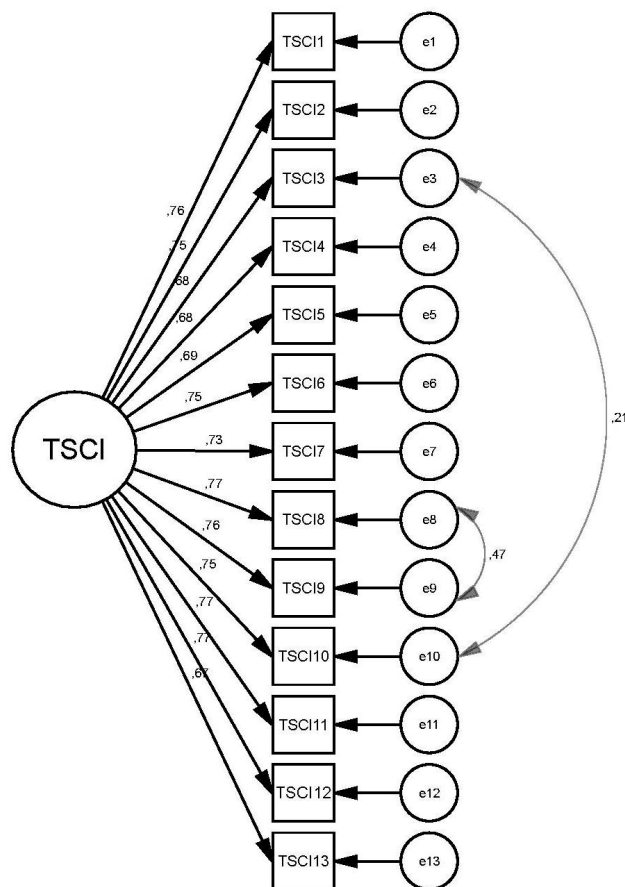 TSCI1
e1
TSCI2
e2
TSCI3
e3
,76
,75
TSCI4
e4
,68
,68
TSCI5
e5
,69
,75
TSCI6
e6
,21
TSCI
,73
TSCI7
e7
,77
TSCI8
e8
,76
,47
,75
TSCI9
e9
,77
,77
TSCI10
e10
,67
TSCI11
e11
TSCI12
e12
TSCI13
e13